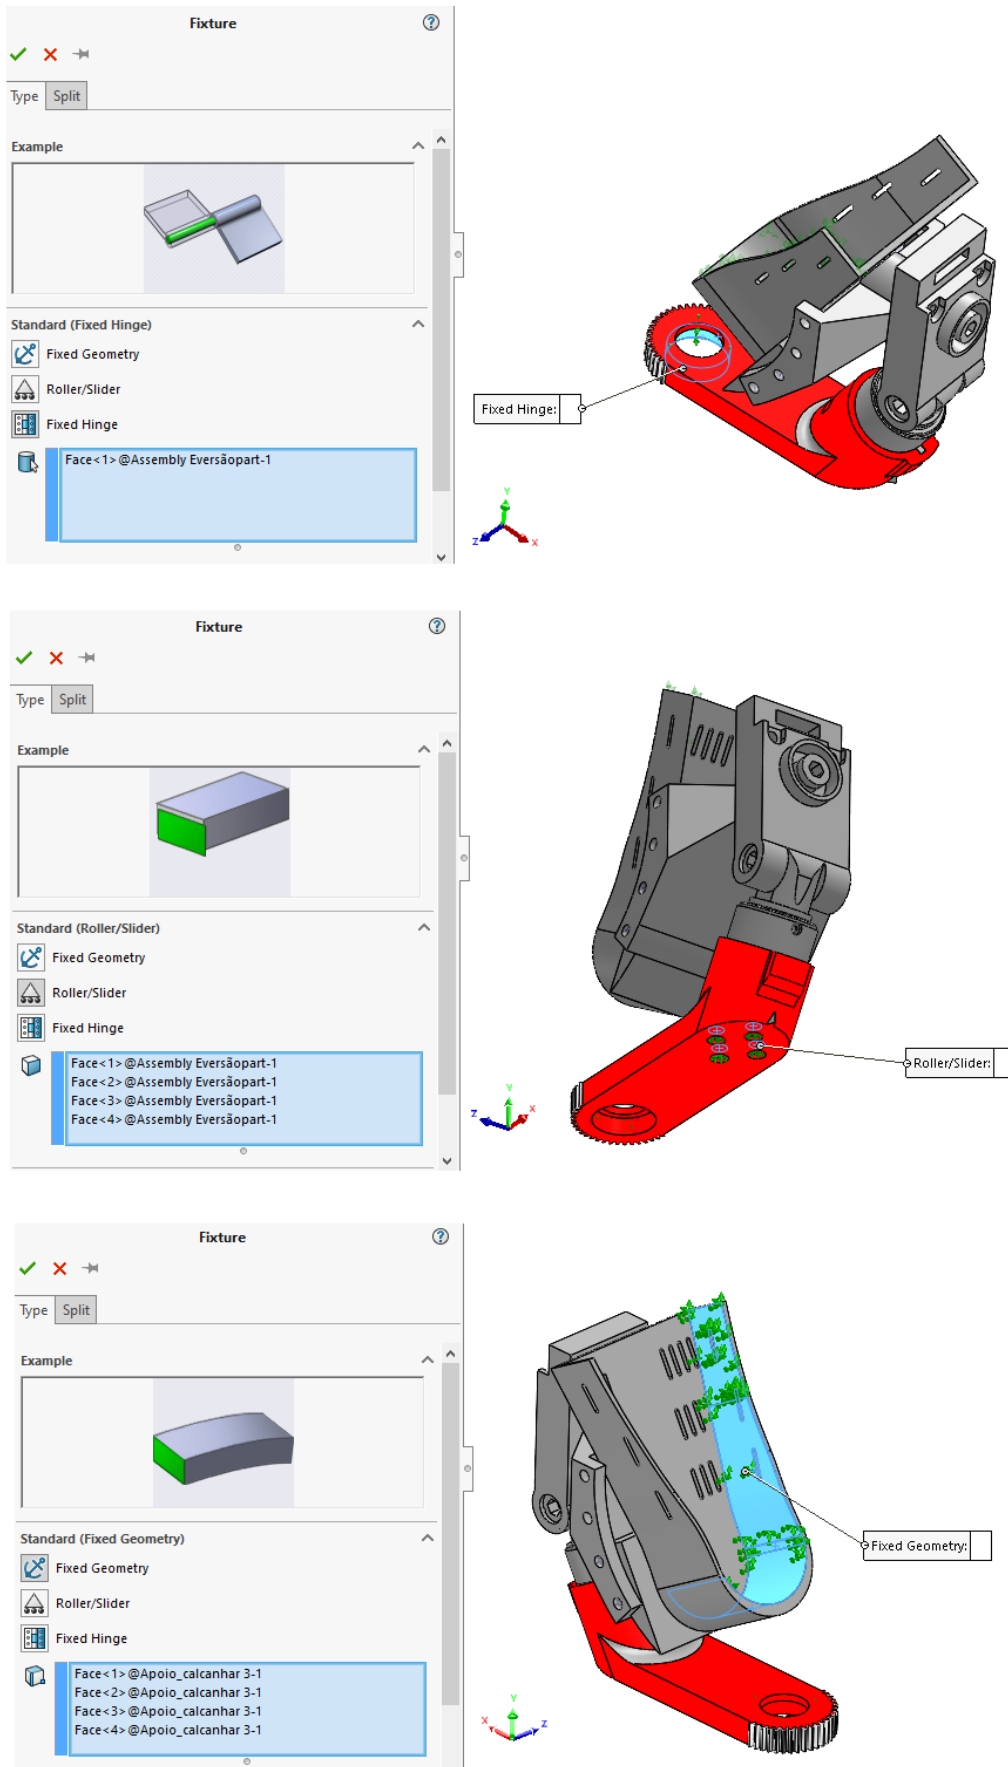 Fixture
Type Split
Example
Standard (Fixed Hinge)
Fixed Geometry
Roller/Slider
Fixed Hinge
Face<1>@Assembly Eversãopart-1
Fixed Hinge:
Y
Z
X
Fixture
Type Split
Example
Standard (Roller/Slider)
Fixed Geometry
Roller/Slider
Fixed Hinge
Face<1>@Assembly Eversãopart-1
Face<2>@Assembly Eversãopart-1
Face<3>@Assembly Eversãopart-1
Face<4>@Assembly Eversãopart-1
Roller/Slider:
Y
Z
X
Fixture
Type Split
Example
Standard (Fixed Geometry)
Fixed Geometry
Roller/Slider
Fixed Hinge
Face<1>@Apoio_calcanhar 3-1
Face<2>@Apoio_calcanhar 3-1
Face<3>@Apoio_calcanhar 3-1
Face<4>@Apoio_calcanhar 3-1
Fixed Geometry:
Y
X
Z